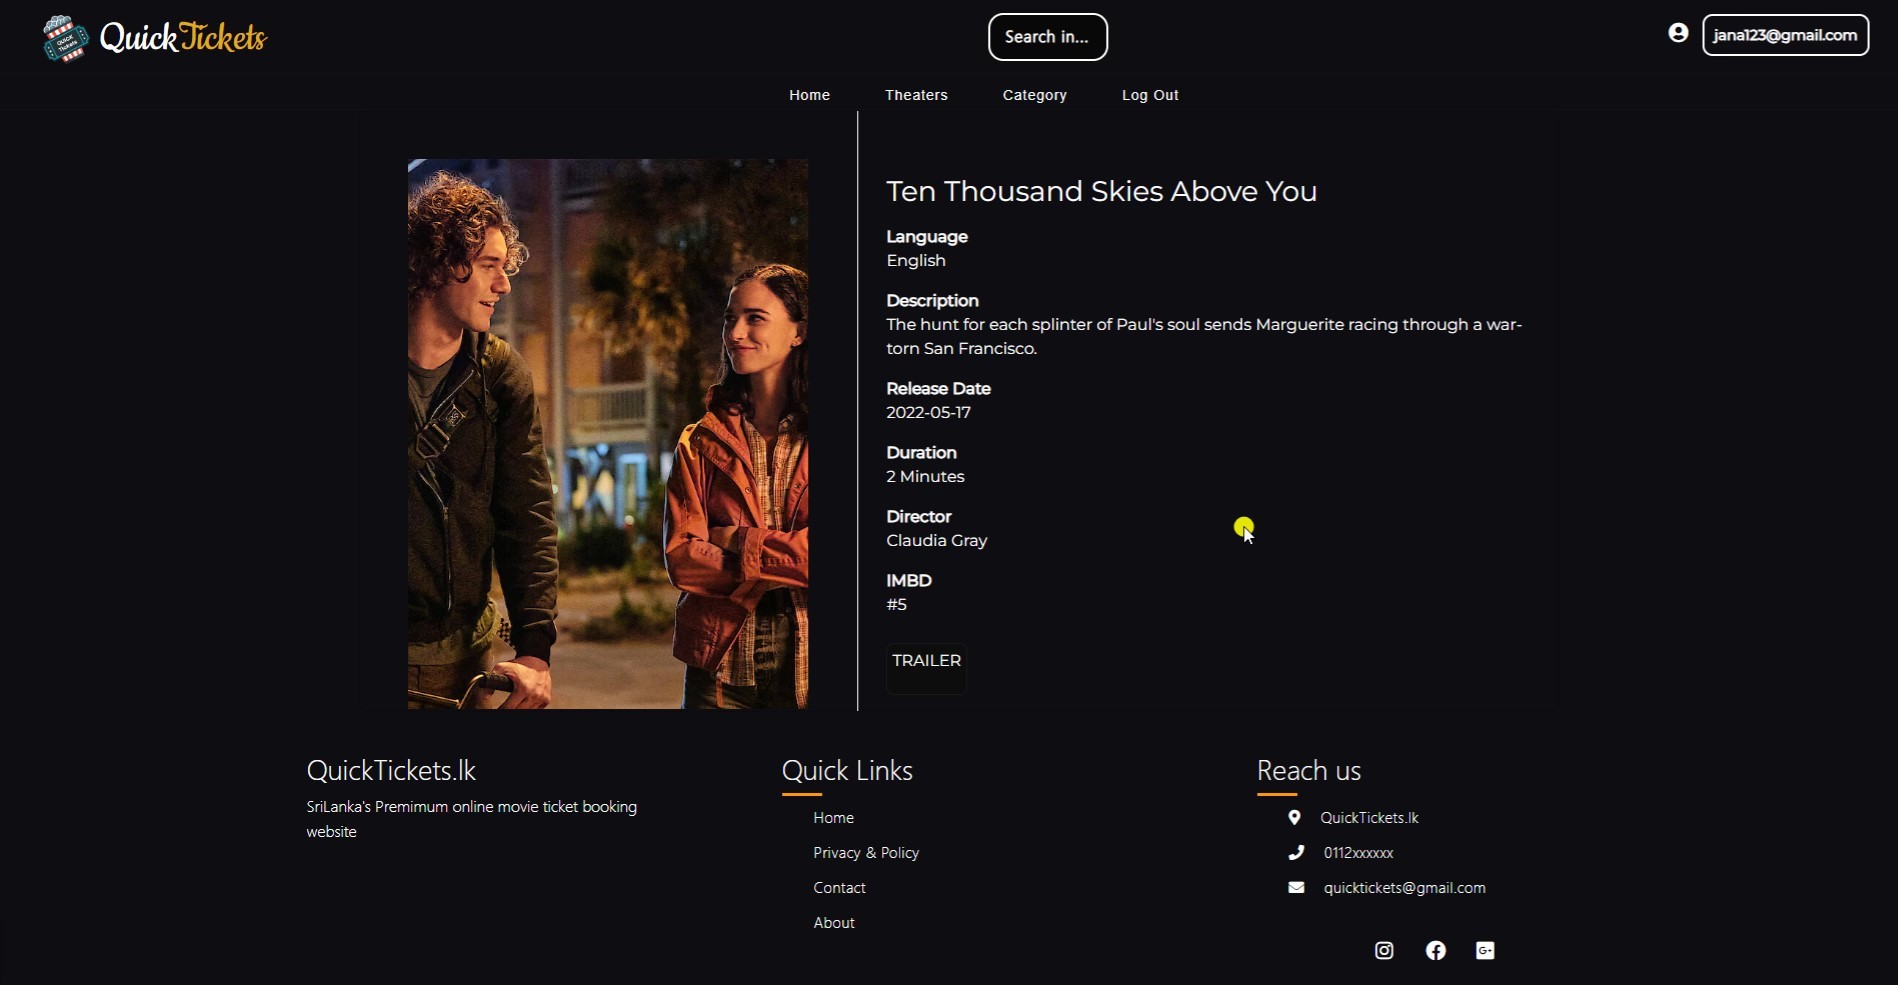 QUICK
Tickets
QuickTickets
Search in...
jana123@gmail.com
Home
Theaters
Category
Log Out
Ten Thousand Skies Above You
Language
English
Description
The hunt for each splinter of Paul's soul sends Marguerite racing through a war-
torn San Francisco.
Release Date
2022-05-17
Duration
2 Minutes
Director
Claudia Gray
IMBD
#5
TRAILER
QuickTickets.lk
SriLanka's Premimum online movie ticket booking
website
Quick Links
Home
Privacy & Policy
Contact
About
Reach us
QuickTickets.lk
0112xxxxxx
quicktickets@gmail.com
G+